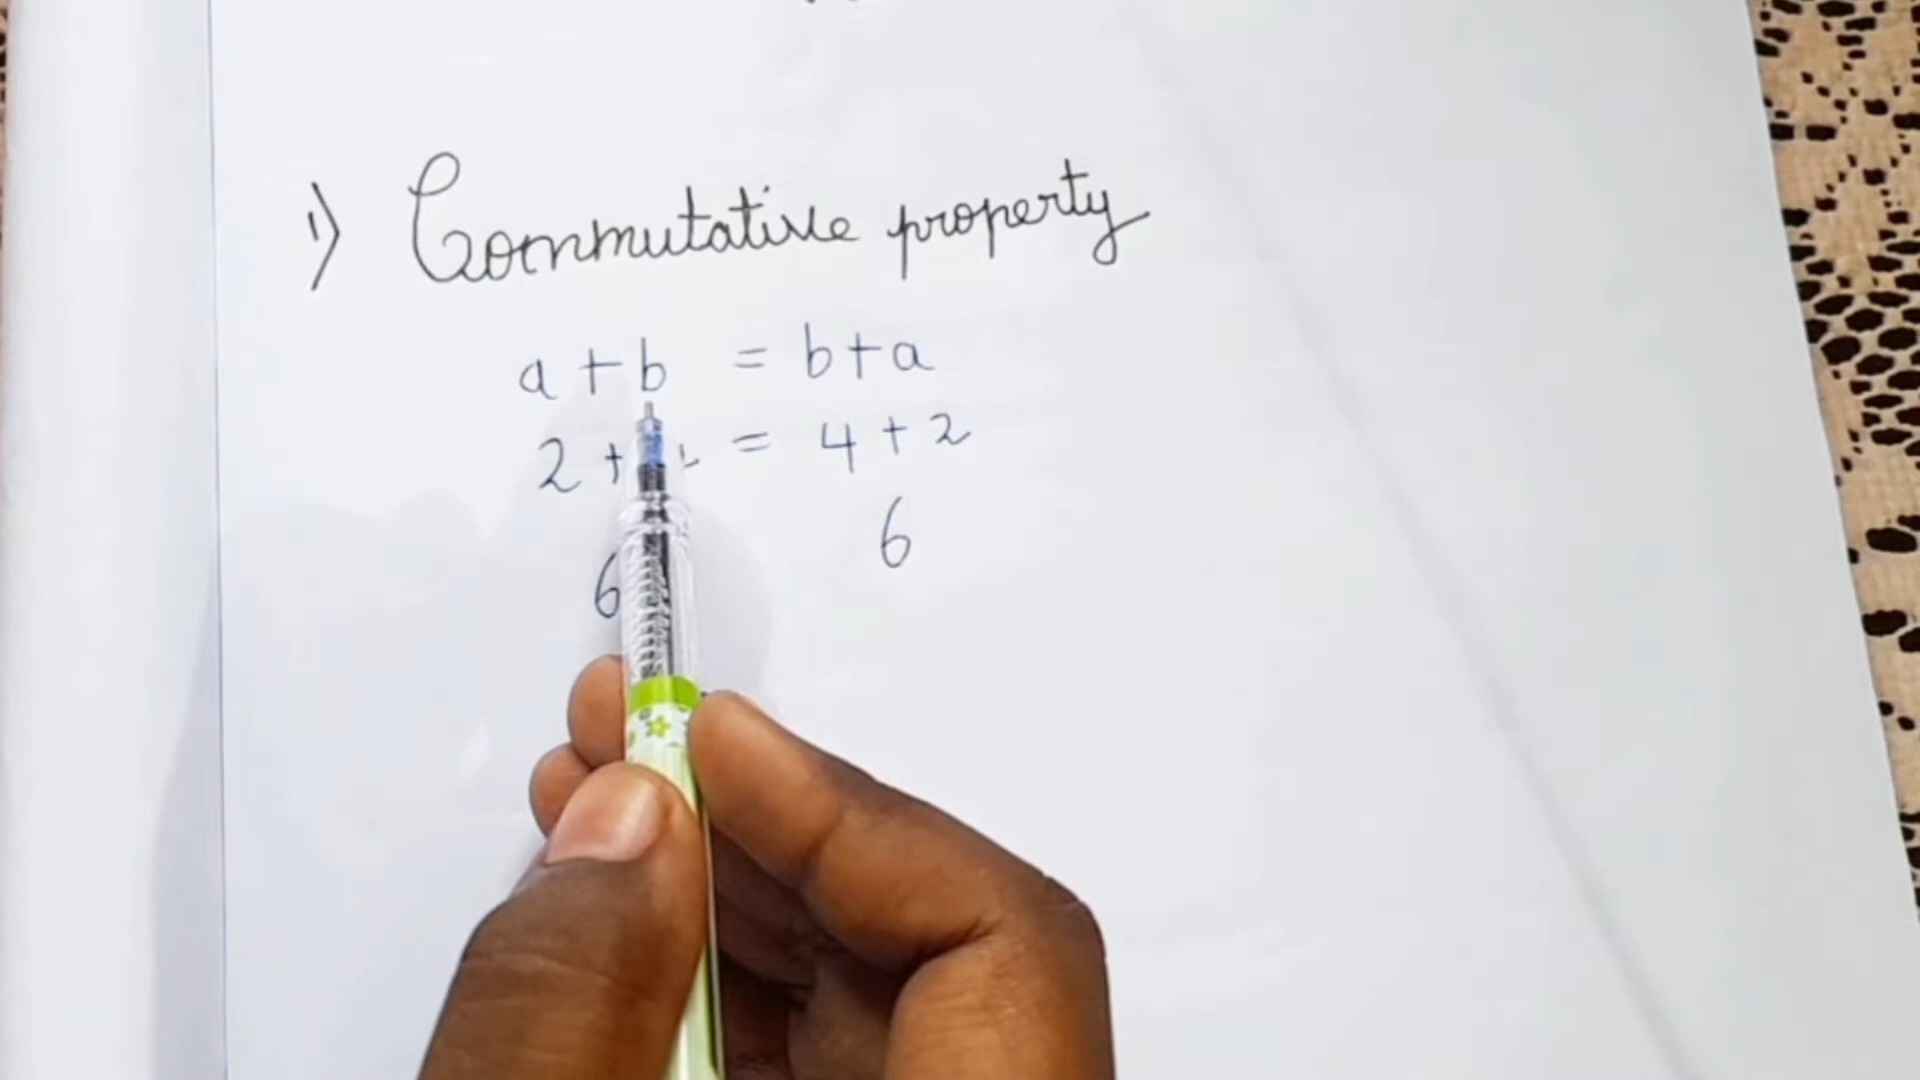 1) Commutative property
a + b = b + a
2 + = 4 + 2
6 6